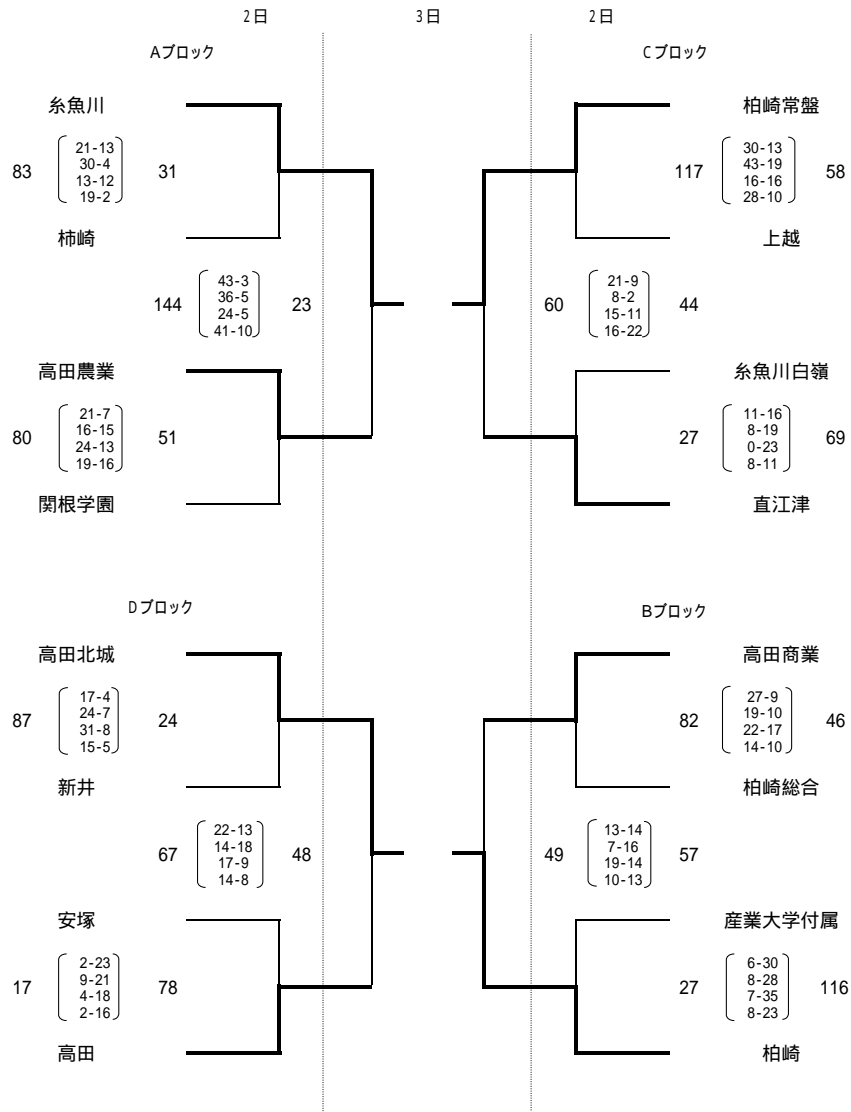 2日 3日 2日
Aブロック Cブロック
糸魚川 柏崎常盤
21-13 30-13
83 30-4 31 117 43-19 58
13-12 16-16
19-2 28-10
柿崎 上越
43-3 21-9
144 36-5 23 60 8-2 44
24-5 15-11
41-10 16-22
高田農業 糸魚川白嶺
21-7 11-16
80 16-15 51 27 8-19 69
24-13 0-23
19-16 8-11
関根学園 直江津
Dブロック Bブロック
高田北城 高田商業
17-4 27-9
87 24-7 24 82 19-10 46
31-8 22-17
15-5 14-10
新井 柏崎総合
22-13 13-14
67 14-18 48 49 7-16 57
17-9 19-14
14-8 10-13
安塚 産業大学付属
2-23 6-30
17 9-21 78 27 8-28 116
4-18 7-35
2-16 8-23
高田 柏崎